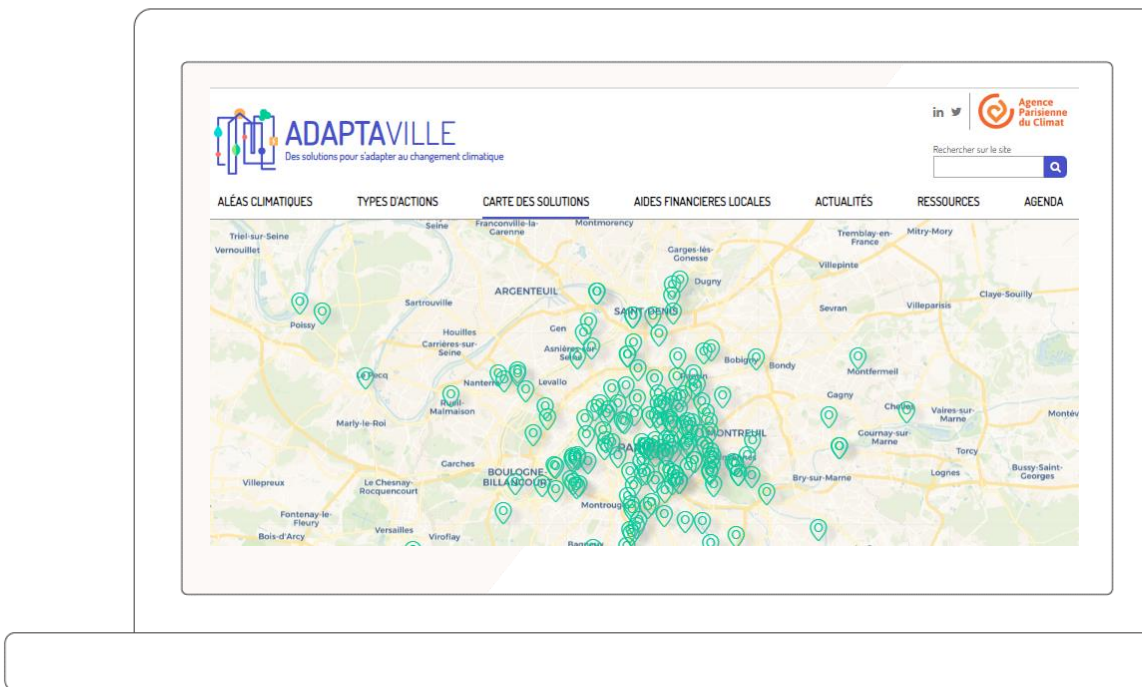 ADAPTAVILLE
Des solutions pour s'adapter au changement climatique
in
Agence
Parisienne
du Climat
Rechercher sur le site
ALÉAS CLIMATIQUES
TYPES D'ACTIONS
CARTE DES SOLUTIONS
AIDES FINANCIERES LOCALES
ACTUALITÉS
RESSOURCES
AGENDA
Triel-sur-Seine
Vernouillet
Seine
Franconville-la-
Garenne
Montmorency
Garges-lès-
Gonesse
Tremblay-en-
France
Mitry-Mory
Villepinte
Dugny
ARGENTEUIL
Claye-Souilly
Sartrouville
SAINT-DENIS
Sevran
Villeparisis
Poissy
Houilles
Gen
Carrières-sur-
Seine
Asnières-sur-
Seine
Bobigny
Bondy
Montfermeil
Le Pecq
Nanterre
Levallo
Rueil-
Malmaison
Gagny
Chelles
Vaires-sur-
Marne
Montév
Marly-le-Roi
MONTREUIL
Gournay-sur-
Marne
Torcy
Garches
BOULOGNE-
BILLANCOURT
Villepreux
Le Chesnay-
Rocquencourt
Bry-sur-Marne
Lognes
Bussy-Saint-
Georges
Montroug
Fontenay-le-
Fleury
Versailles
Viroflay
Bois-d'Arcy
Bagneux